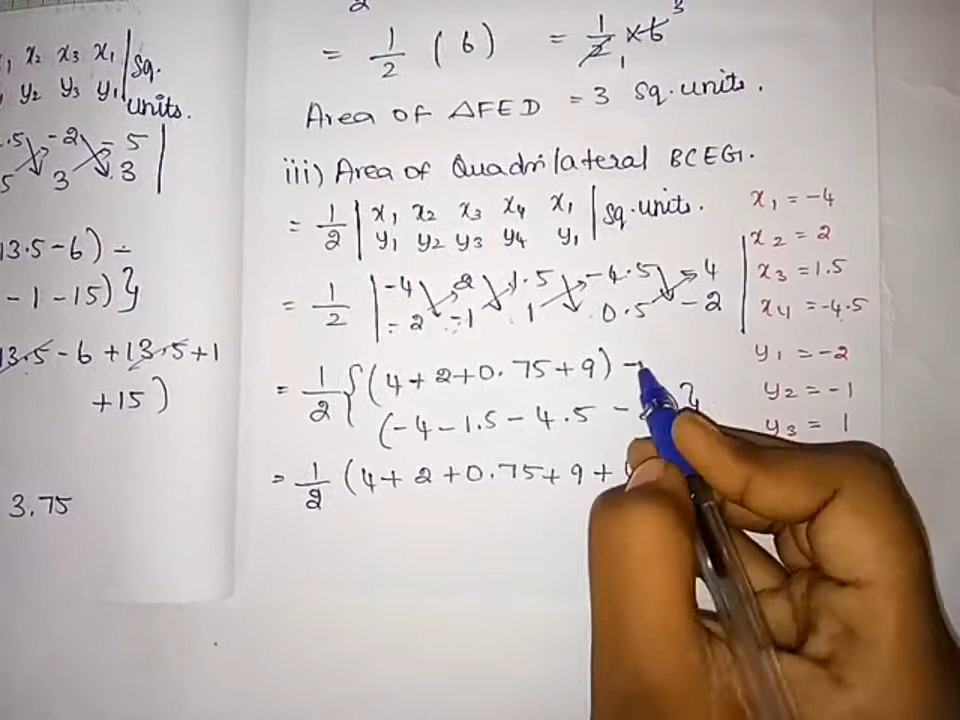 , x2 x3 x1 | Sq.
y2 y3 y1 | units.
.5 -2 -5 |
5 3 3 |
13.5-6) -
-1-15)}
13.5-6+13.5+1
+15)
3.75
2
= 1/2 (6) = 1/2 × 6 3
1
Area of △FED = 3 sq.units.
iii) Area of Quadrilateral BCEG.
= 1/2 | x1 x2 x3 x4 x1 | sq.units.
y1 y2 y3 y4 y1
= 1/2 | -4 2 1.5 -4.5 -4 |
-2 -1 1 0.5 -2
= 1/2 {(4+2+0.75+9) -
(-4-1.5-4.5 - }
= 1/2 (4+2+0.75+9+
x1 = -4
x2 = 2
x3 = 1.5
x4 = -4.5
y1 = -2
y2 = -1
y3 = 1